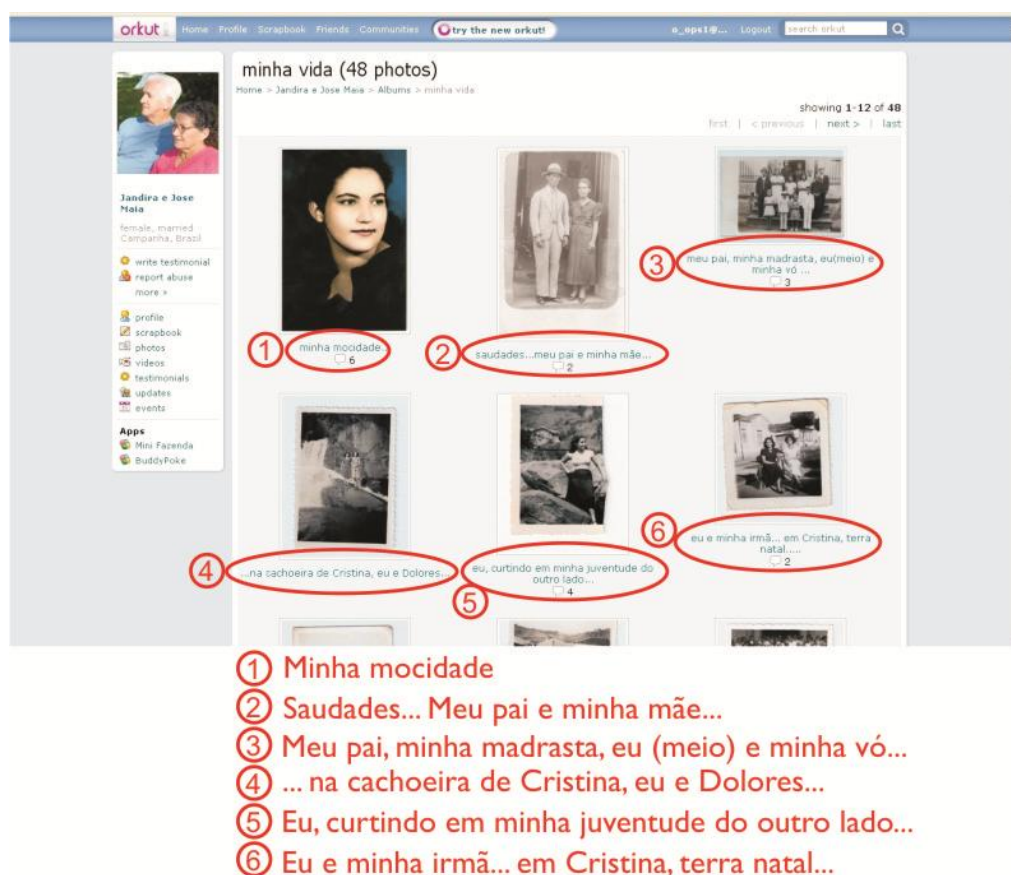 orkut Home Profile Scrapbook Friends Communities try the new orkut! o_ops1@... Logout search orkut
minha vida (48 photos)
Home > Jandira e Jose Maia > Albums > minha vida
showing 1-12 of 48
first | < previous | next > | last
Jandira e Jose
Maia
female, married
Campanha, Brazil
write testimonial
report abuse
more »
profile
scrapbook
photos
videos
testimonials
updates
events
Apps
Mini Fazenda
BuddyPoke
1 minha mocidade..
6
2 saudades...meu pai e minha mãe...
2
3 meu pai, minha madrasta, eu(meio) e
minha vó ...
3
4 ...na cachoeira de Cristina, eu e Dolores...
5 eu, curtindo em minha juventude do
outro lado...
4
6 eu e minha irmã... em Cristina, terra
natal.....
2
1 Minha mocidade
2 Saudades... Meu pai e minha mãe...
3 Meu pai, minha madrasta, eu (meio) e minha vó...
4 ... na cachoeira de Cristina, eu e Dolores...
5 Eu, curtindo em minha juventude do outro lado...
6 Eu e minha irmã... em Cristina, terra natal...